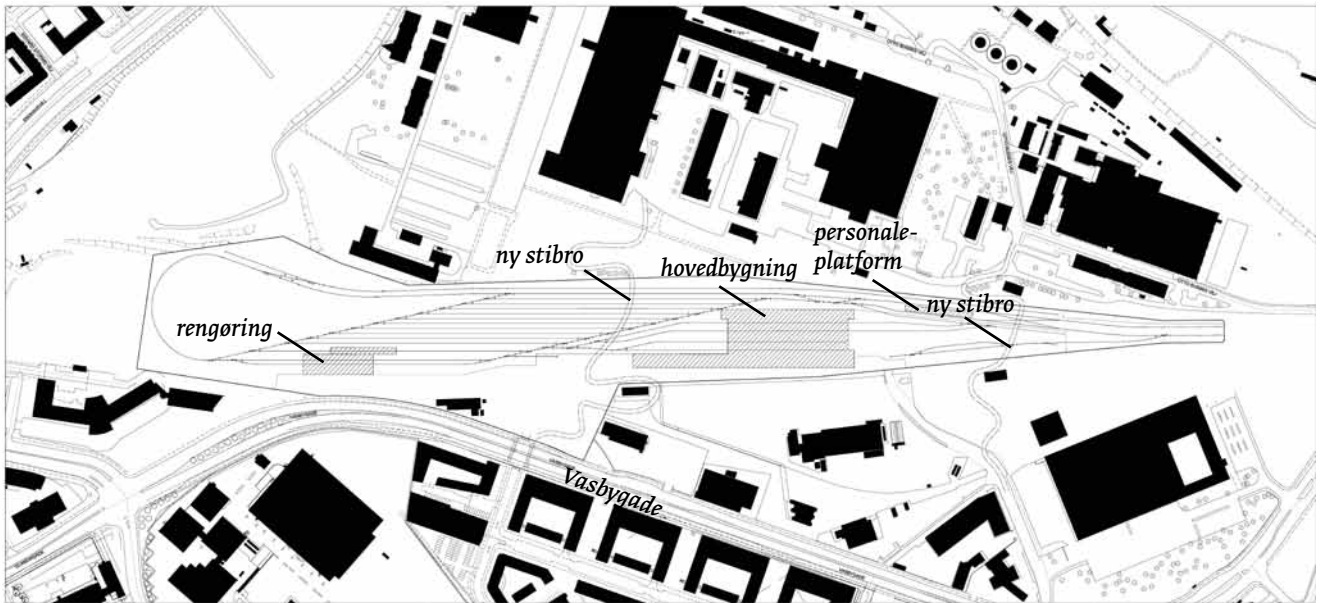 personale-
platform
ny stibro
hovedbygning
ny stibro
rengøring
Vasbygade